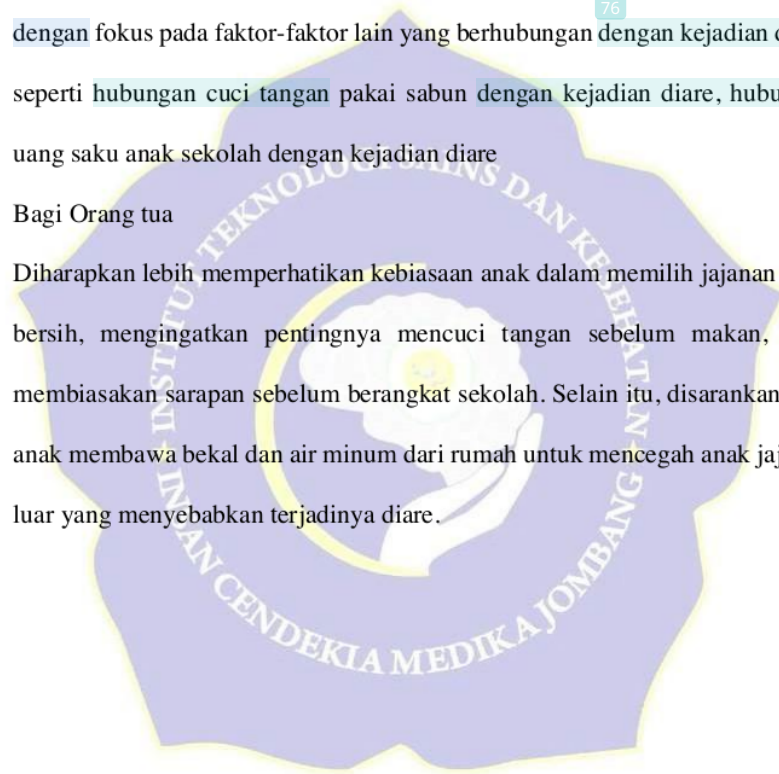 76
dengan fokus pada faktor-faktor lain yang berhubungan dengan kejadian
seperti hubungan cuci tangan pakai sabun dengan kejadian diare,
uang saku anak sekolah dengan kejadian diare
Bagi Orang tua
Diharapkan lebih memperhatikan kebiasaan anak dalam memilih jajanan
bersih, mengingatkan pentingnya mencuci tangan sebelum makan,
membiasakan sarapan sebelum berangkat sekolah. Selain itu, disarankan
anak membawa bekal dan air minum dari rumah untuk mencegah anak
luar yang menyebabkan terjadinya diare.
INSTITUT TEKNOLOGI SAINS DAN KESEHATAN
INSAN CENDEKIA MEDIKA JOMBANG